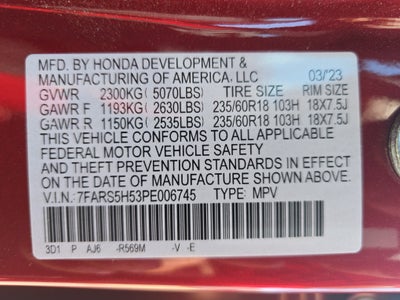 MFD. BY HONDA DEVELOPMENT &
MANUFACTURING OF AMERICA, LLC 03/'23
GVWR 2300KG (5070LBS) TIRE SIZE RIM SIZE
GAWR F 1193KG (2630LBS) 235/60R18 103H 18X7.5J
GAWR R 1150KG (2535LBS) 235/60R18 103H 18X7.5J
THIS VEHICLE CONFORMS TO ALL APPLICABLE
FEDERAL MOTOR VEHICLE SAFETY
AND THEFT PREVENTION STANDARDS IN EFFECT ON
THE DATE OF MANUFACTURE SHOWN ABOVE.
V.I.N.: 7FARS5H53PE006745 TYPE: MPV
3D1 P AJ6 -R569M -V -E